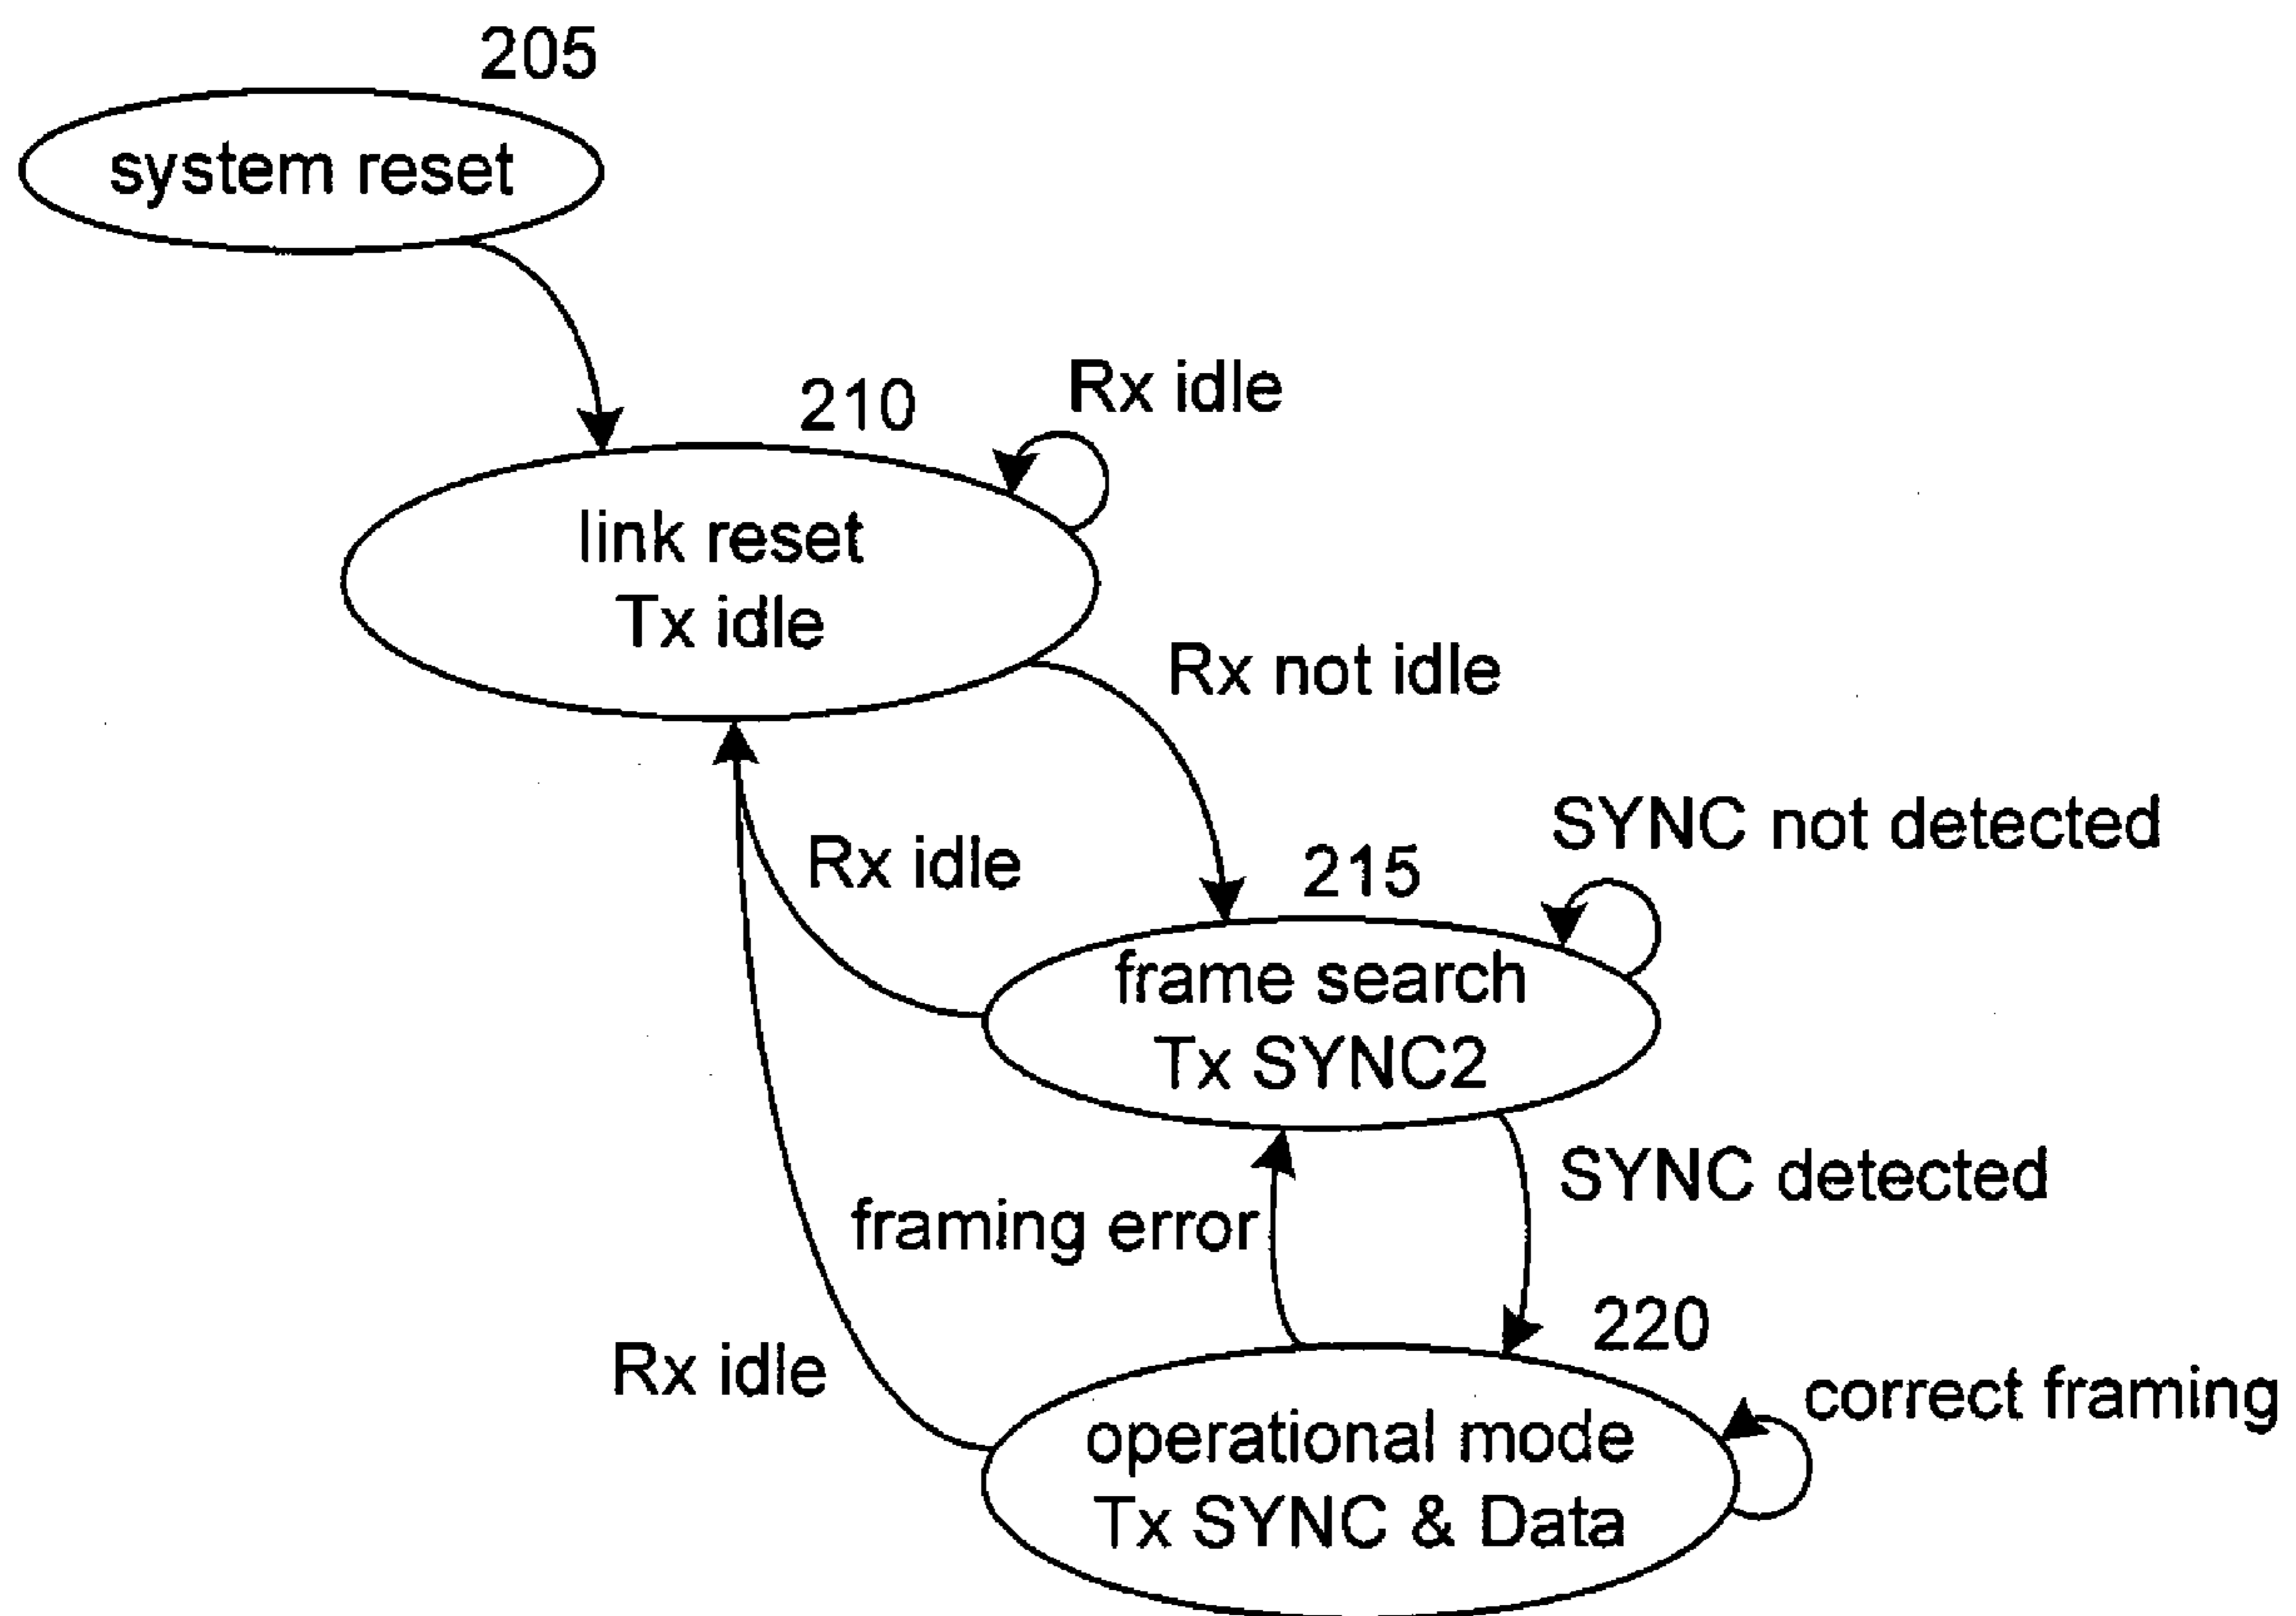 205
system reset
210
Rx idle
link reset
Tx idle
Rx not idle
SYNC not detected
Rx idle
215
frame search
Tx SYNC2
SYNC detected
framing error
220
Rx idle
correct framing
operational mode
Tx SYNC & Data